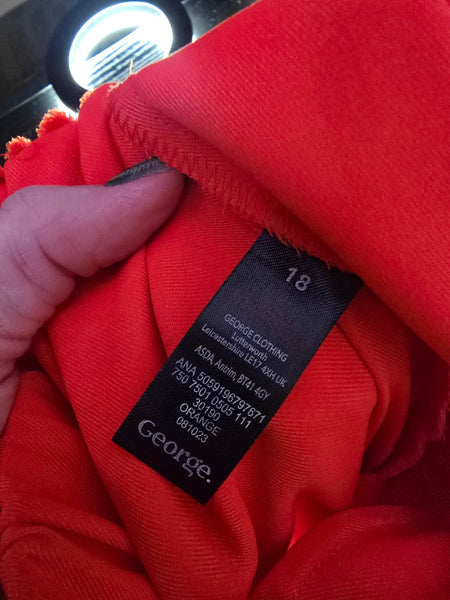 18
GEORGE CLOTHING
Lutterworth
Leicestershire LE17 4XH UK
ASDA, Antrim, BT41 4GY
ANA 5059196797671
750 7501 0505 111
30190
ORANGE
081023
George.